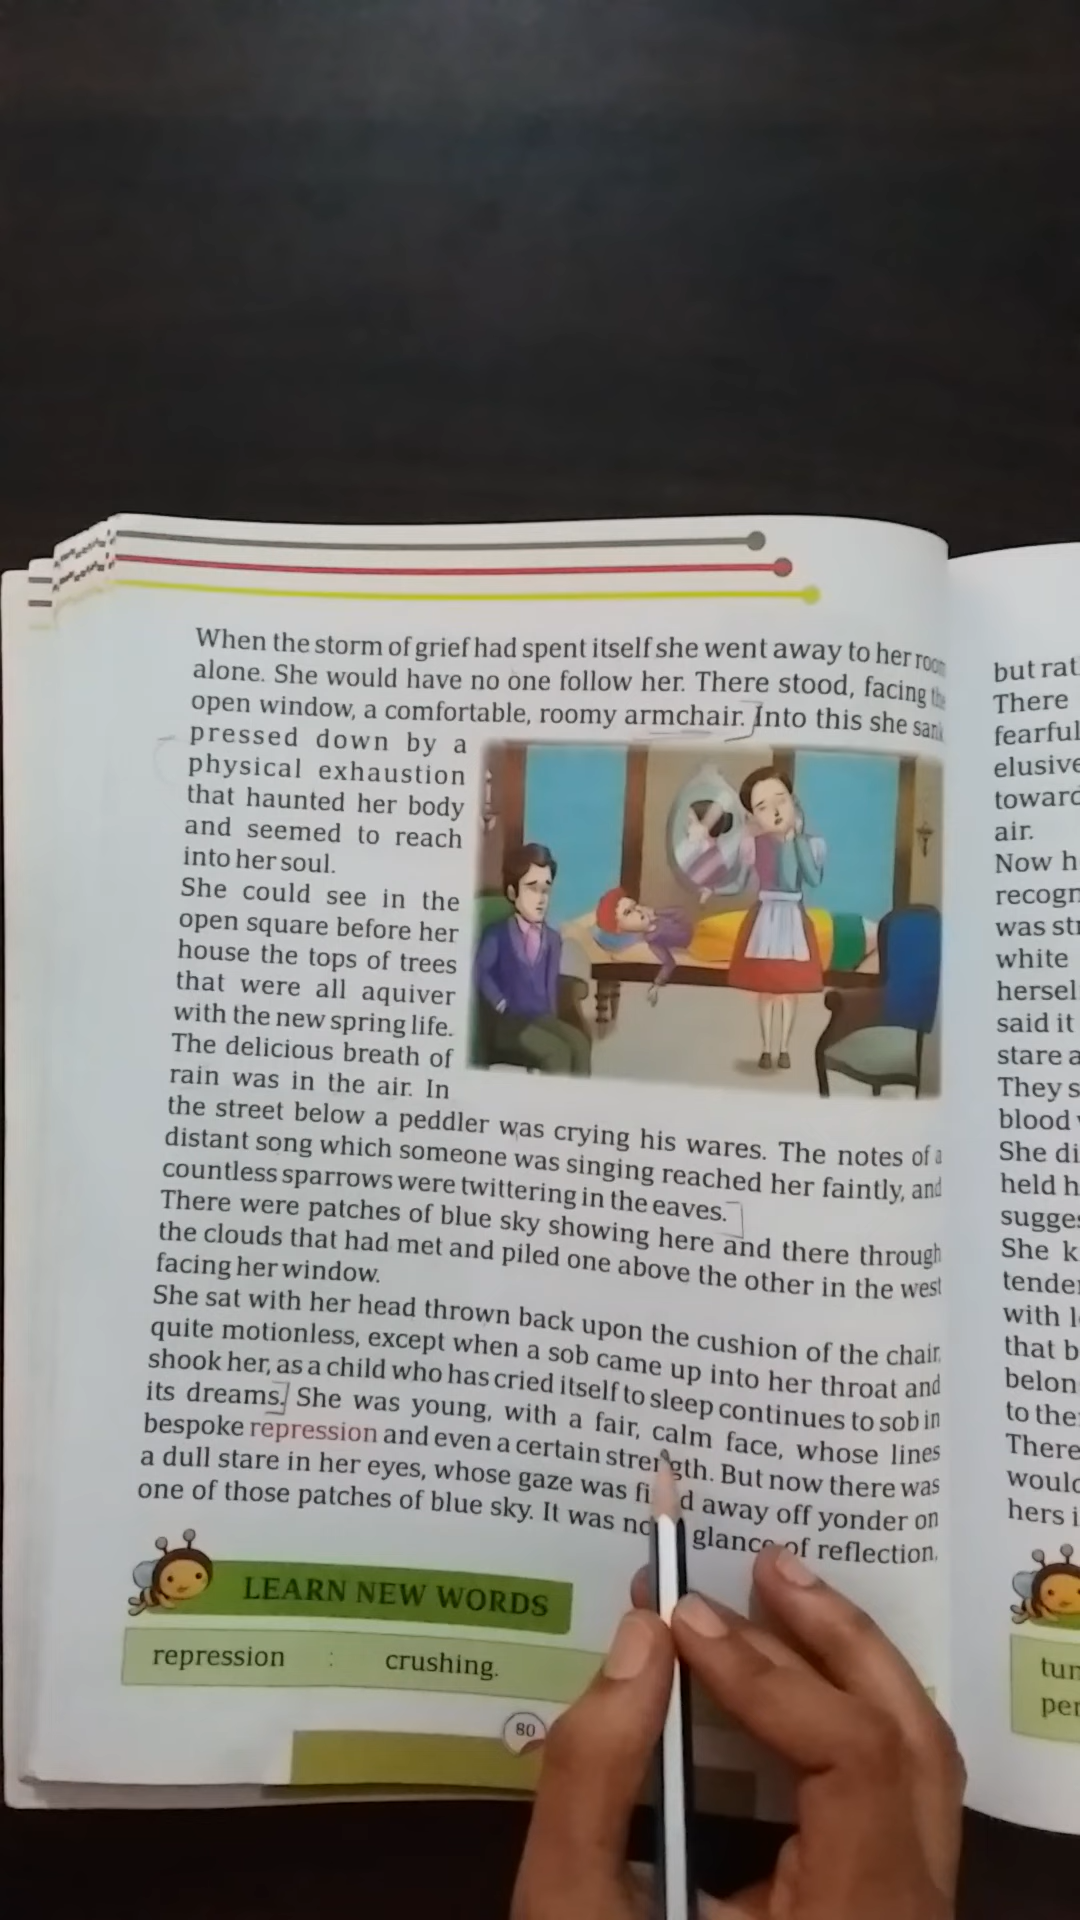 When the storm of grief had spent itself she went away to her room
alone. She would have no one follow her. There stood, facing the
open window, a comfortable, roomy armchair. Into this she sank
pressed down by a
physical exhaustion
that haunted her body
and seemed to reach
into her soul.
She could see in the
open square before her
house the tops of trees
that were all aquiver
with the new spring life.
The delicious breath of
rain was in the air. In
the street below a peddler was crying his wares. The notes of a
distant song which someone was singing reached her faintly, and
countless sparrows were twittering in the eaves.
There were patches of blue sky showing here and there through
the clouds that had met and piled one above the other in the west
facing her window.
She sat with her head thrown back upon the cushion of the chair,
quite motionless, except when a sob came up into her throat and
shook her, as a child who has cried itself to sleep continues to sob in
its dreams. She was young, with a fair, calm face, whose lines
bespoke repression and even a certain strength. But now there was
a dull stare in her eyes, whose gaze was away off yonder on
one of those patches of blue sky. It was glance of reflection,
LEARN NEW WORDS
repression : crushing.
80
but rat
There
fearful
elusive
toward
air.
Now h
recogn
was str
white
hersel
said it
stare a
They s
blood
She di
held h
sugges
She k
tender
with l
that b
belon
to the
There
would
hers i
tun
per